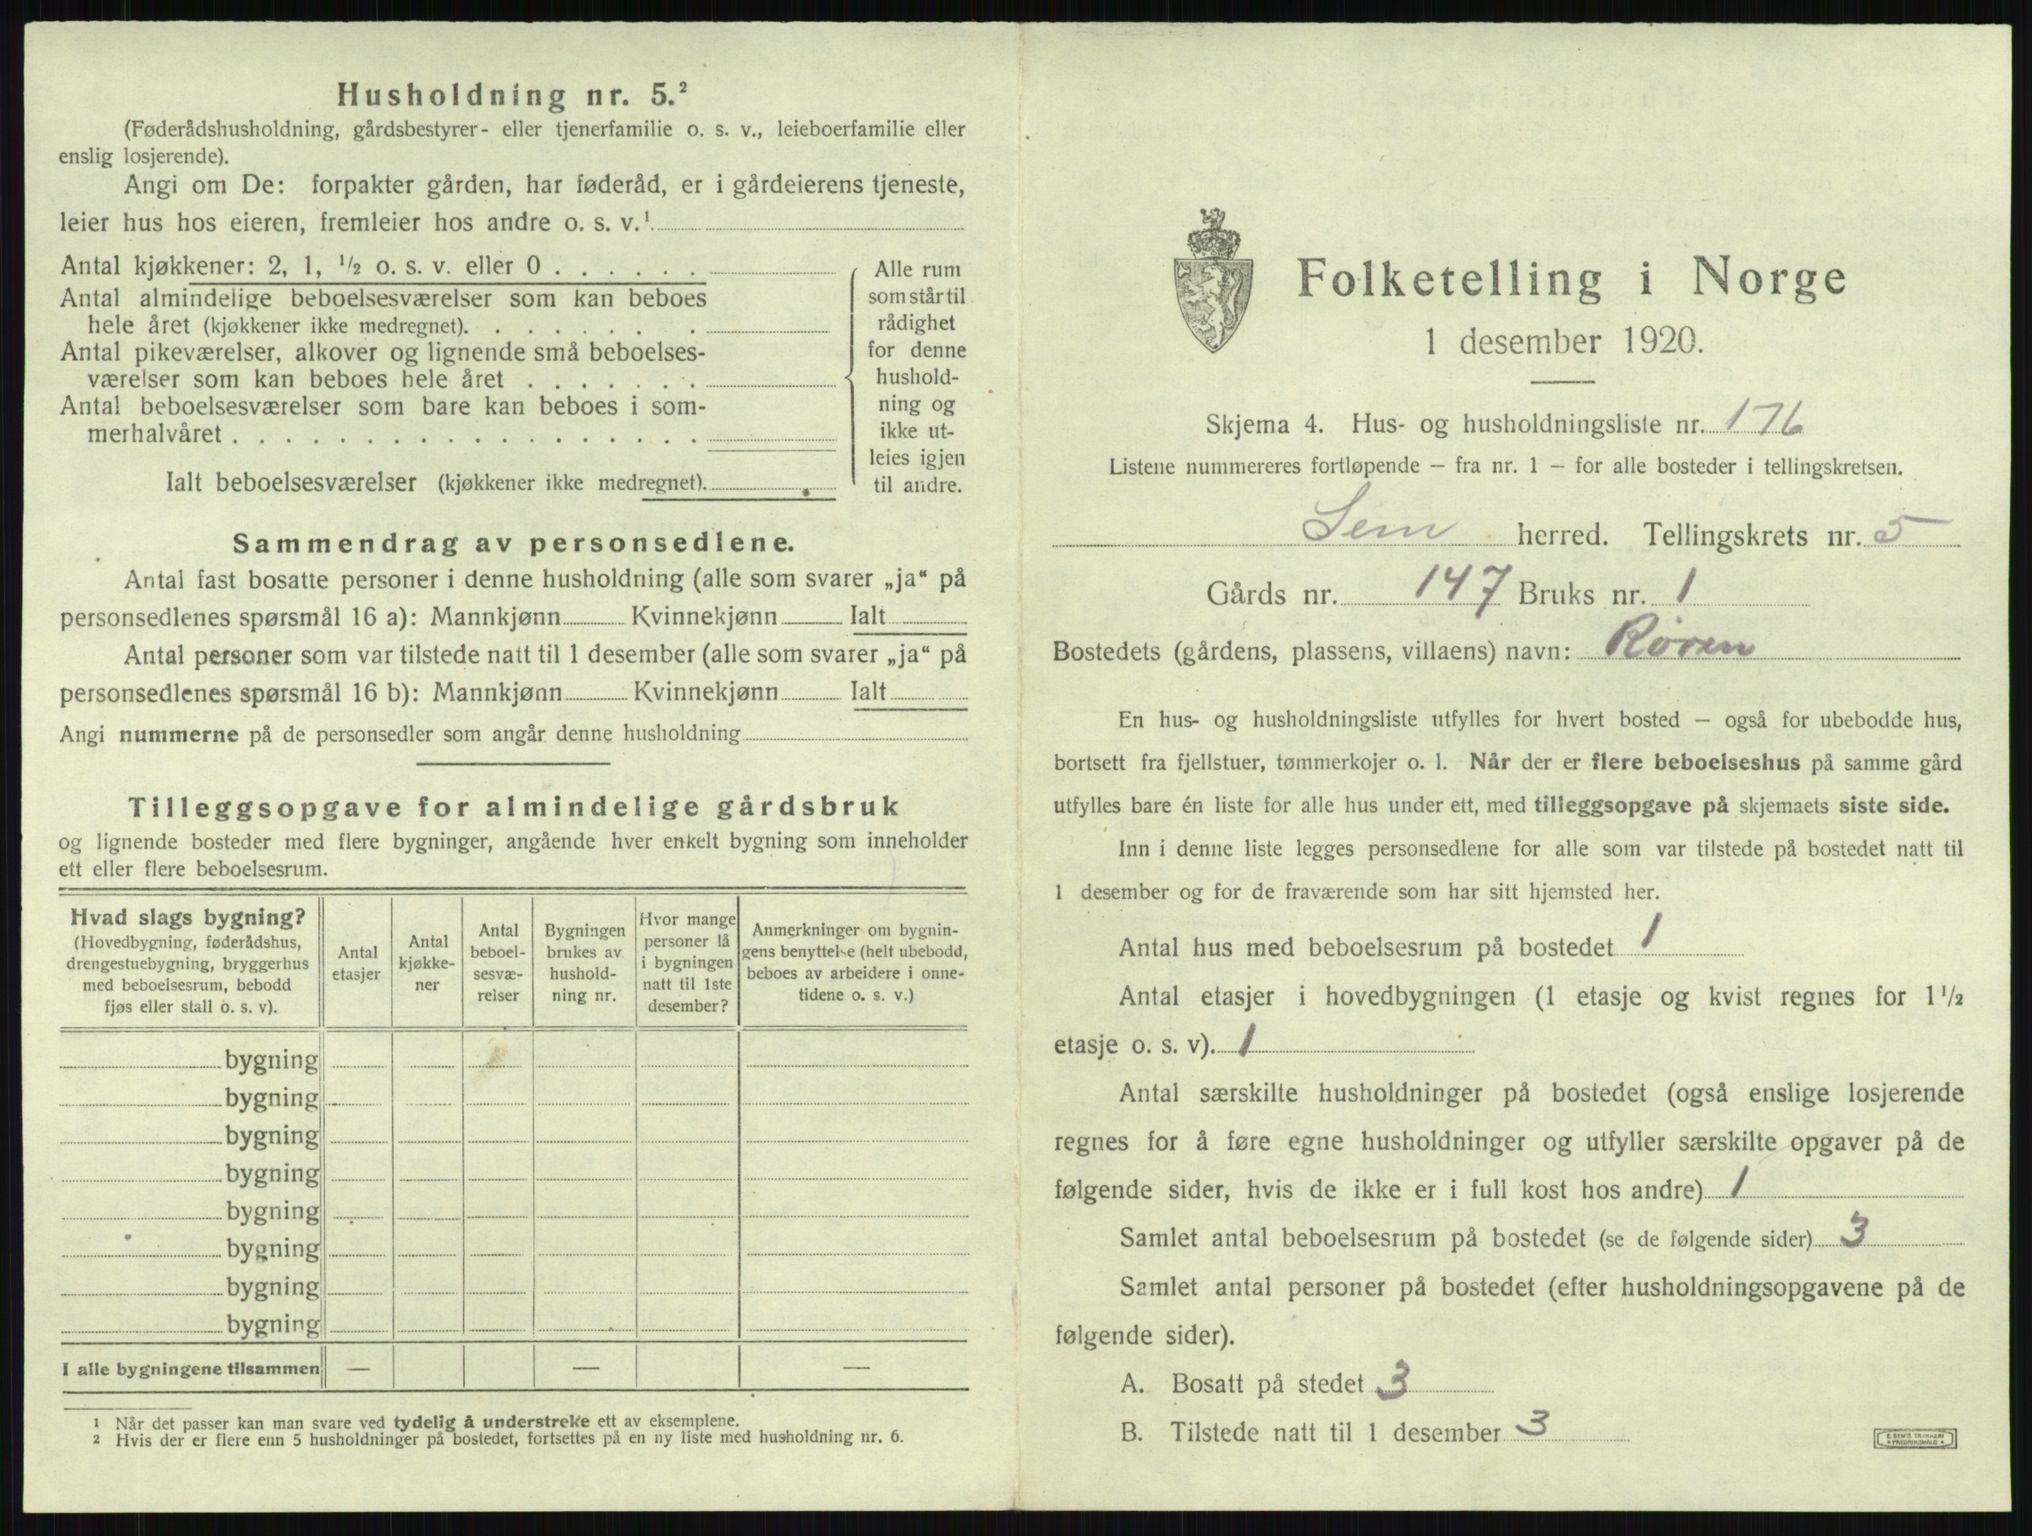 Husholdning nr. 5.²
(Føderådshusholdning, gårdsbestyrer- eller tjenerfamilie o. s. v., leieboerfamilie eller
enslig losjerende).
Angi om De: forpakter gården, har føderåd, er i gårdeierens tjeneste,
leier hus hos eieren, fremleier hos andre o. s. v.¹
Antal kjøkkener: 2, 1, ½ o. s. v. eller 0 . . . . . .
Antal almindelige beboelsesværelser som kan beboes
hele året (kjøkkener ikke medregnet). . . . . . . . .
Antal pikeværelser, alkover og lignende små beboelses-
værelser som kan beboes hele året . . . . . . .
Antal beboelsesværelser som bare kan beboes i som-
merhalvåret . . . . . . . . . . . . . . . . . .
Ialt beboelsesværelser (kjøkkener ikke medregnet).
Alle rum
som står til
rådighet
for denne
hushold-
ning og
ikke ut-
leies igjen
til andre.
Sammendrag av personsedlene.
Antal fast bosatte personer i denne husholdning (alle som svarer „ja“ på
personsedlenes spørsmål 16 a): Mannkjønn Kvinnekjønn Ialt
Antal personer som var tilstede natt til 1 desember (alle som svarer „ja“ på
personsedlenes spørsmål 16 b): Mannkjønn Kvinnekjønn Ialt
Angi nummerne på de personsedler som angår denne husholdning
Tilleggsopgave for almindelige gårdsbruk
og lignende bosteder med flere bygninger, angående hver enkelt bygning som inneholder
ett eller flere beboelsesrum.
Hvad slags bygning?
(Hovedbygning, føderådshus,
drengestuebygning, bryggerhus
med beboelsesrum, bebodd
fjøs eller stall o. s. v).
Antal
etasjer
Antal
kjøkke-
ner
Antal
beboel-
sesvæ-
relser
Bygningen
brukes av
hushold-
ning nr.
Hvor mange
personer lå
i bygningen
natt til 1ste
desember?
Anmerkninger om bygnin-
gens benyttelse (helt ubebodd,
beboes av arbeidere i onne-
tidene o. s. v.)
bygning
bygning
bygning
bygning
bygning
bygning
bygning
bygning
I alle bygningene tilsammen — — —
¹ Når det passer kan man svare ved tydelig å understreke ett av eksemplene.
² Hvis der er flere enn 5 husholdninger på bostedet, fortsettes på en ny liste med husholdning nr. 6.
Folketelling i Norge
1 desember 1920.
Skjema 4. Hus- og husholdningsliste nr. 176
Listene nummereres fortløpende – fra nr. 1 – for alle bosteder i tellingskretsen.
Sem herred. Tellingskrets nr. 5
Gårds nr. 147 Bruks nr. 1
Bostedets (gårdens, plassens, villaens) navn: Røren
En hus- og husholdningsliste utfylles for hvert bosted – også for ubebodde hus,
bortsett fra fjellstuer, tømmerkojer o. l. Når der er flere beboelseshus på samme gård
utfylles bare én liste for alle hus under ett, med tilleggsopgave på skjemaets siste side.
Inn i denne liste legges personsedlene for alle som var tilstede på bostedet natt til
1 desember og for de fraværende som har sitt hjemsted her.
Antal hus med beboelsesrum på bostedet 1
Antal etasjer i hovedbygningen (1 etasje og kvist regnes for 1½
etasje o. s. v). 1
Antal særskilte husholdninger på bostedet (også enslige losjerende
regnes for å føre egne husholdninger og utfyller særskilte opgaver på de
følgende sider, hvis de ikke er i full kost hos andre) 1
Samlet antal beboelsesrum på bostedet (se de følgende sider) 3
Samlet antal personer på bostedet (efter husholdningsopgavene på de
følgende sider).
A. Bosatt på stedet 3
B. Tilstede natt til 1 desember 3